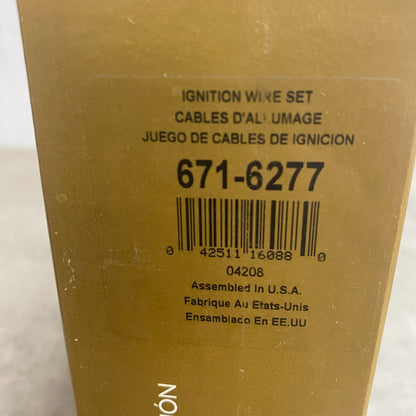 IGNITION WIRE SET
CABLES D'ALLUMAGE
JUEGO DE CABLES DE IGNICION
671-6277
0 42511 16088 0
04208
Assembled In U.S.A.
Fabrique Au Etats-Unis
Ensamblado En EE.UU
IÓN